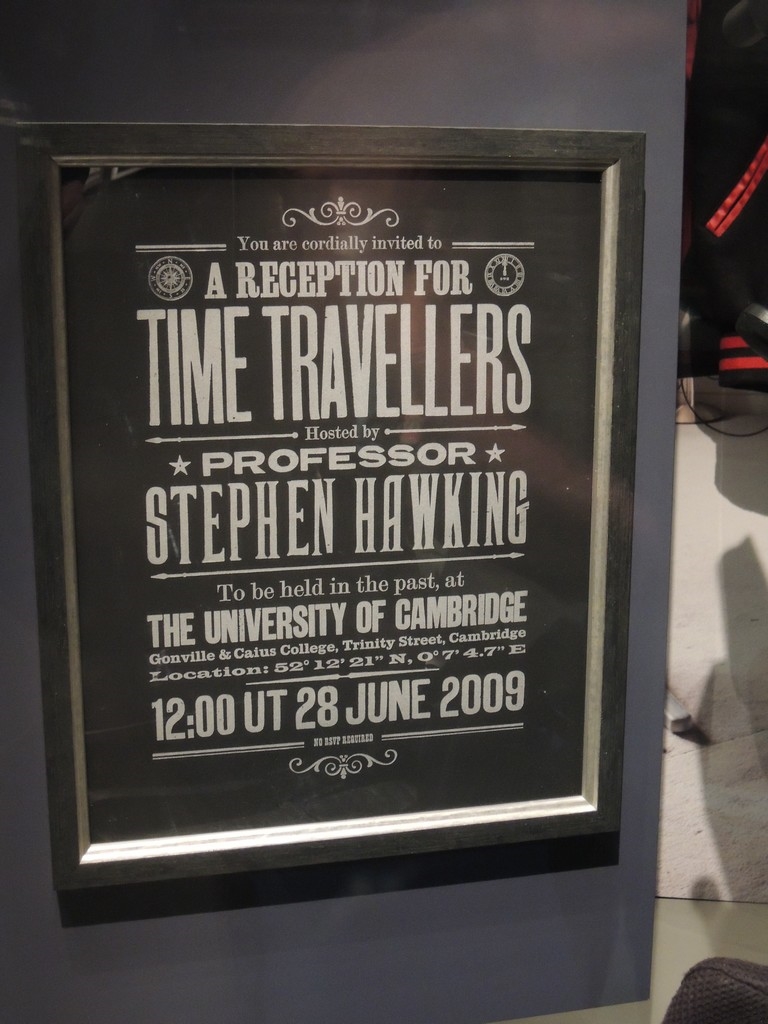 You are cordially invited to
A RECEPTION FOR
TIME TRAVELLERS
Hosted by
PROFESSOR
STEPHEN HAWKING
To be held in the past, at
THE UNIVERSITY OF CAMBRIDGE
Gonville & Caius College, Trinity Street, Cambridge
Location: 52° 12' 21" N, 0° 7' 4.7" E
12:00 UT 28 JUNE 2009
NO RSVP REQUIRED